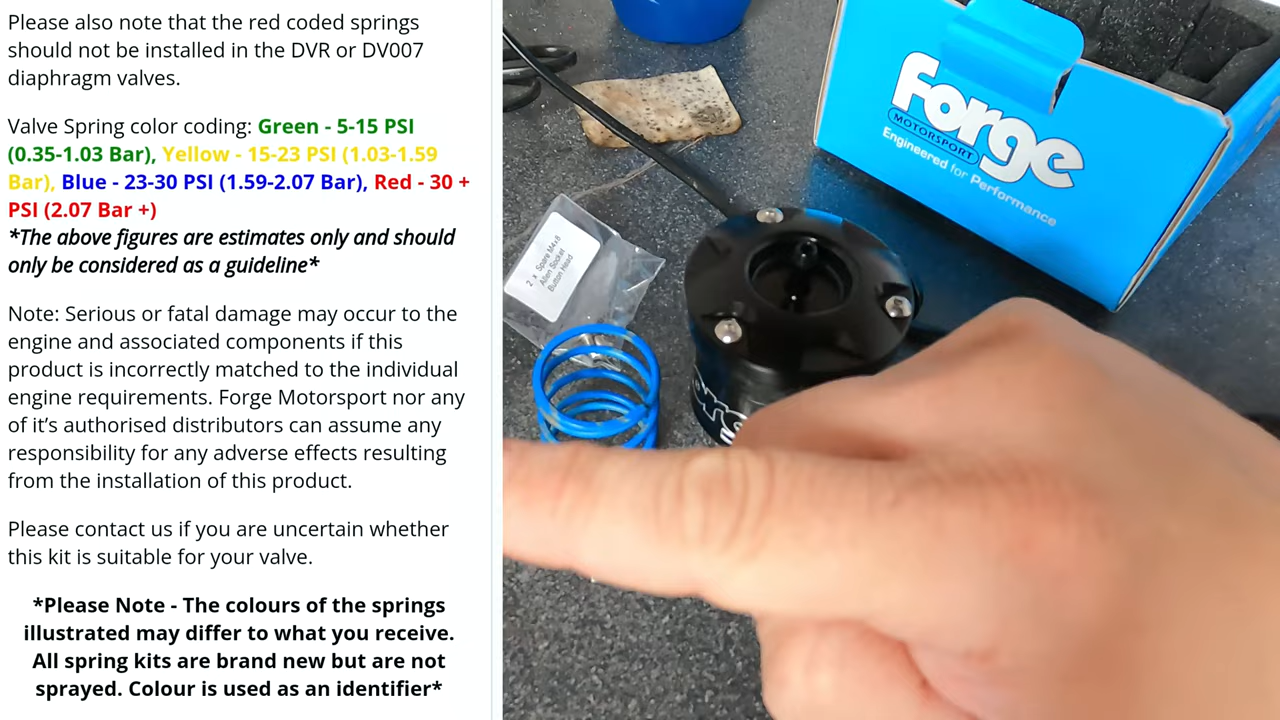 Please also note that the red coded springs
should not be installed in the DVR or DV007
diaphragm valves.
Valve Spring color coding: Green - 5-15 PSI
(0.35-1.03 Bar), Yellow - 15-23 PSI (1.03-1.59
Bar), Blue - 23-30 PSI (1.59-2.07 Bar), Red - 30 +
PSI (2.07 Bar +)
*The above figures are estimates only and should
only be considered as a guideline*
Note: Serious or fatal damage may occur to the
engine and associated components if this
product is incorrectly matched to the individual
engine requirements. Forge Motorsport nor any
of it’s authorised distributors can assume any
responsibility for any adverse effects resulting
from the installation of this product.
Please contact us if you are uncertain whether
this kit is suitable for your valve.
*Please Note - The colours of the springs
illustrated may differ to what you receive.
All spring kits are brand new but are not
sprayed. Colour is used as an identifier*
Forge
MOTORSPORT
Engineered for Performance
2 x Spare M4x8
Allen Socket
Button Head